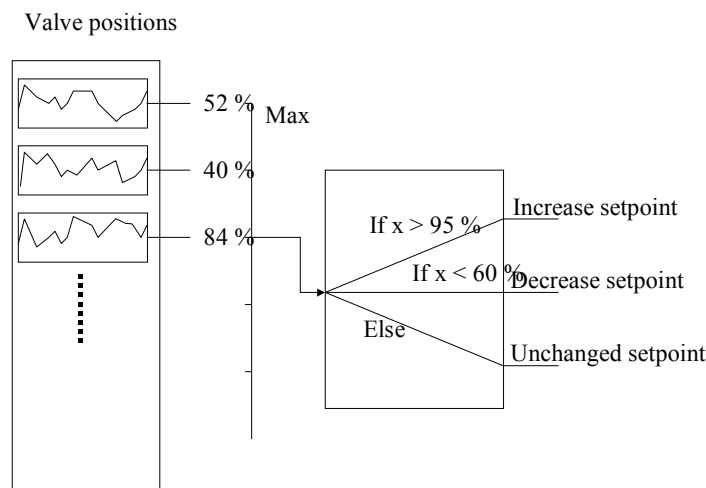 Valve positions
52 %
Max
40 %
84 %
If x > 95 %
Increase setpoint
If x < 60 %
Decrease setpoint
Else
Unchanged setpoint